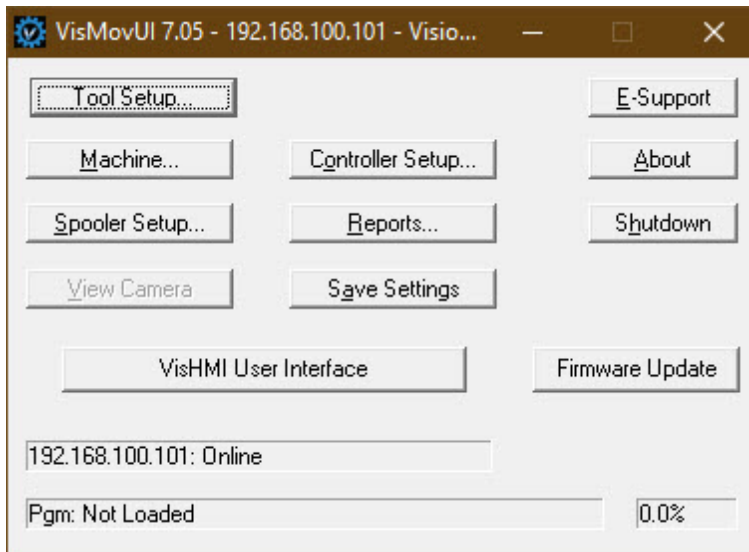 VisMovUI 7.05 - 192.168.100.101 - Visio...
Tool Setup... E-Support
Machine... Controller Setup... About
Spooler Setup... Reports... Shutdown
View Camera Save Settings
VisHMI User Interface Firmware Update
192.168.100.101: Online
Pgm: Not Loaded 0.0%